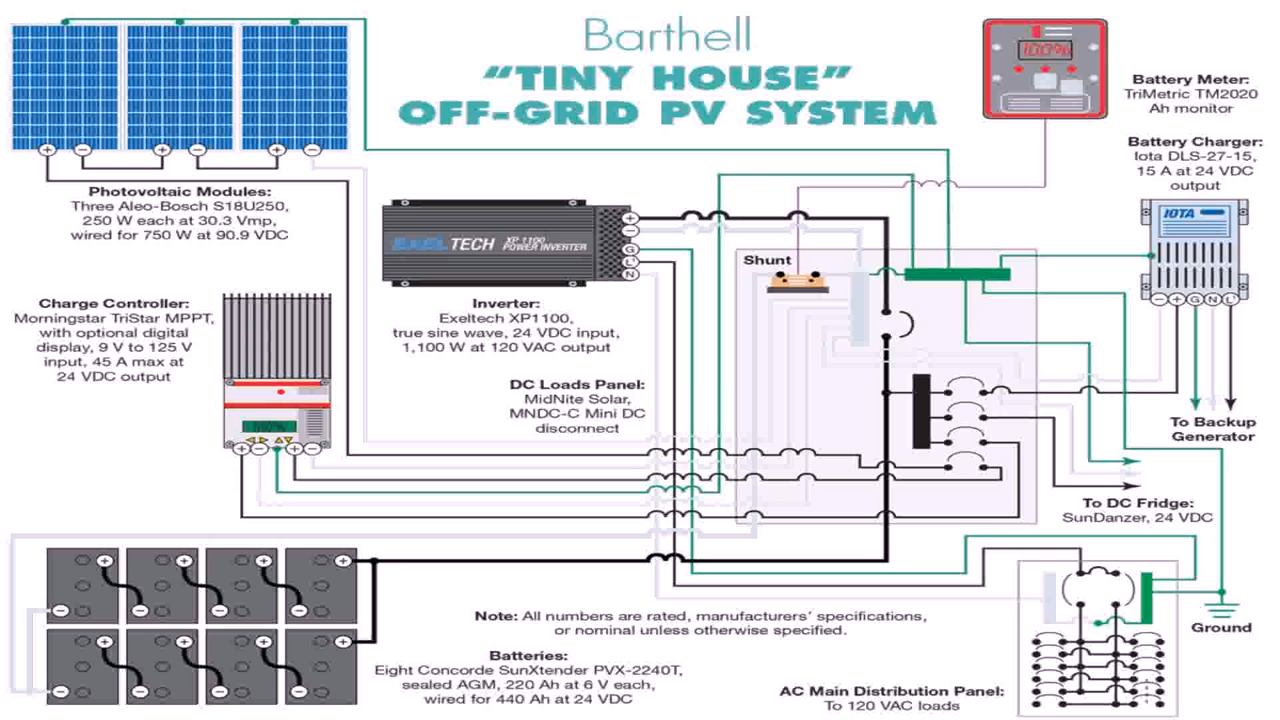 Barthell
"TINY HOUSE"
OFF-GRID PV SYSTEM
100%
Battery Meter:
TriMetric TM2020
Ah monitor
Battery Charger:
Iota DLS-27-15,
15 A at 24 VDC
output
IOTA
− + G N L¹
To Backup
Generator
+ − + − + −
Photovoltaic Modules:
Three Aleo-Bosch S18U250,
250 W each at 30.3 Vmp,
wired for 750 W at 90.9 VDC
EXELTECH XP 1100
POWER INVERTER
+
−
G
L¹
N
Inverter:
Exeltech XP1100,
true sine wave, 24 VDC input,
1,100 W at 120 VAC output
Shunt
Charge Controller:
Morningstar TriStar MPPT,
with optional digital
display, 9 V to 125 V
input, 45 A max at
24 VDC output
+ − + −
DC Loads Panel:
MidNite Solar,
MNDC-C Mini DC
disconnect
To DC Fridge:
SunDanzer, 24 VDC
+ + + +
− − − −
+ + + +
− − − −
Note: All numbers are rated, manufacturers´ specifications,
or nominal unless otherwise specified.
Batteries:
Eight Concorde SunXtender PVX-2240T,
sealed AGM, 220 Ah at 6 V each,
wired for 440 Ah at 24 VDC
Ground
AC Main Distribution Panel:
To 120 VAC loads